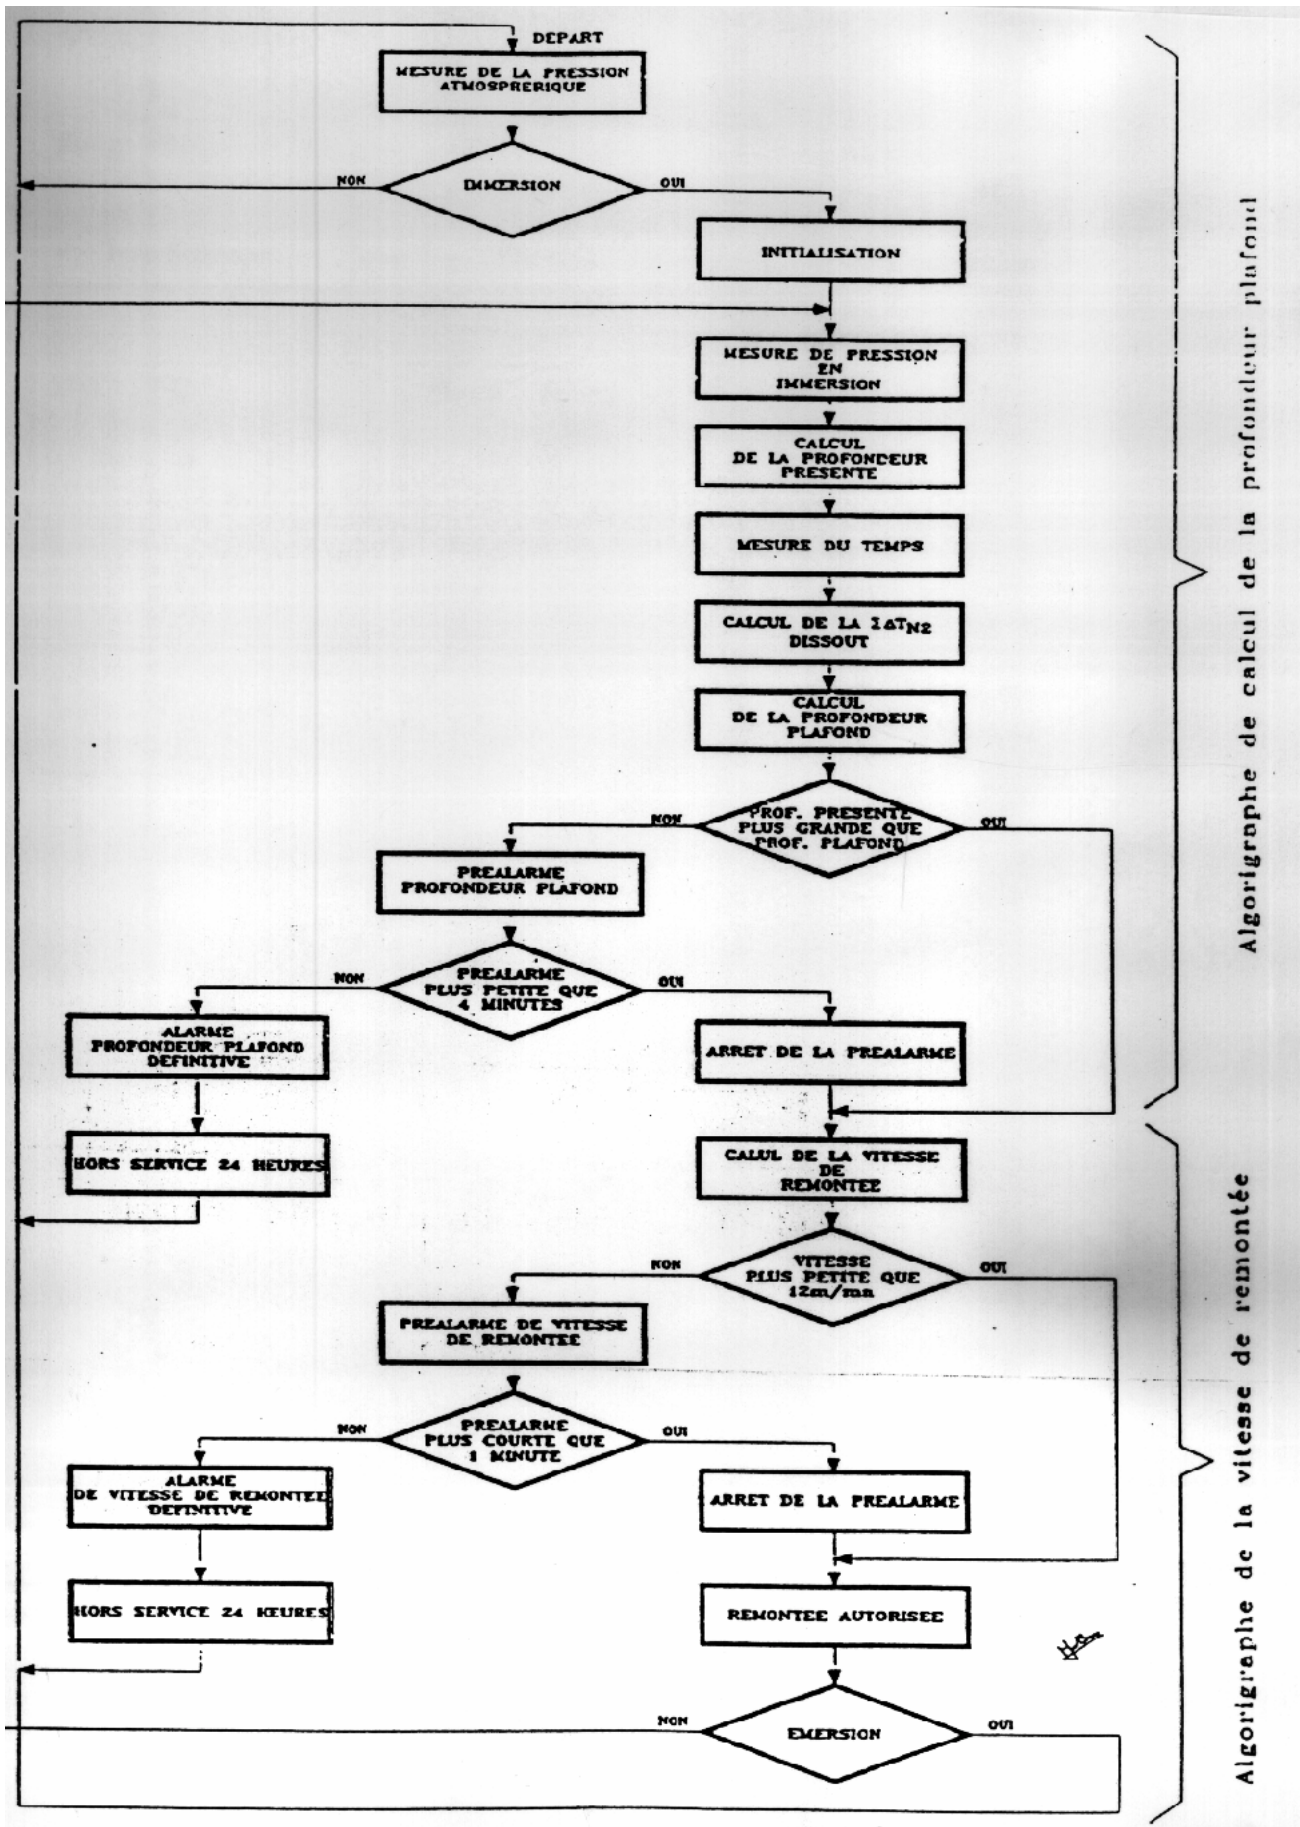 DEPART
MESURE DE LA PRESSION
ATMOSPRERIQUE
NON
IMMERSION
OUI
INITIALISATION
MESURE DE PRESSION
EN
IMMERSION
CALCUL
DE LA PROFONDEUR
PRESENTE
MESURE DU TEMPS
CALCUL DE LA
DISSOUT
CALCUL
DE LA PROFONDEUR
PLAFOND
NON
PROF. PRESENTE
PLUS GRANDE QUE
PROF. PLAFOND
OUI
PREALARME
PROFONDEUR PLAFOND
NON
PREALARME
PLUS PETITE QUE
4 MINUTES
OUI
ALARME
PROFONDEUR PLAFOND
DEFINITIVE
ARRET DE LA PREALARME
HORS SERVICE 24 HEURES
CALUL DE LA VITESSE
DE
REMONTEE
NON
VITESSE
PLUS PETITE QUE
12m/mn
OUI
PREALARME DE VITESSE
DE REMONTEE
NON
PREALARME
PLUS COURTE QUE
1 MINUTE
OUI
ALARME
DE VITESSE DE REMONTEE
DEFINITIVE
ARRET DE LA PREALARME
HORS SERVICE 24 HEURES
REMONTEE AUTORISEE
NON
EMERSION
OUI
Algorigraphe de calcul de la profondeur plafond
Algorigraphe de la vitesse de remontée